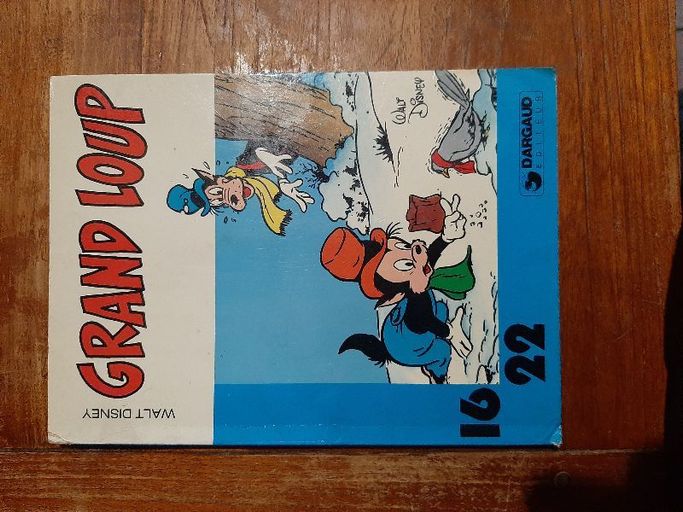 WALT DISNEY
GRAND LOUP
WALT
DISNEY
16
22
DARGAUD
EDITEUR